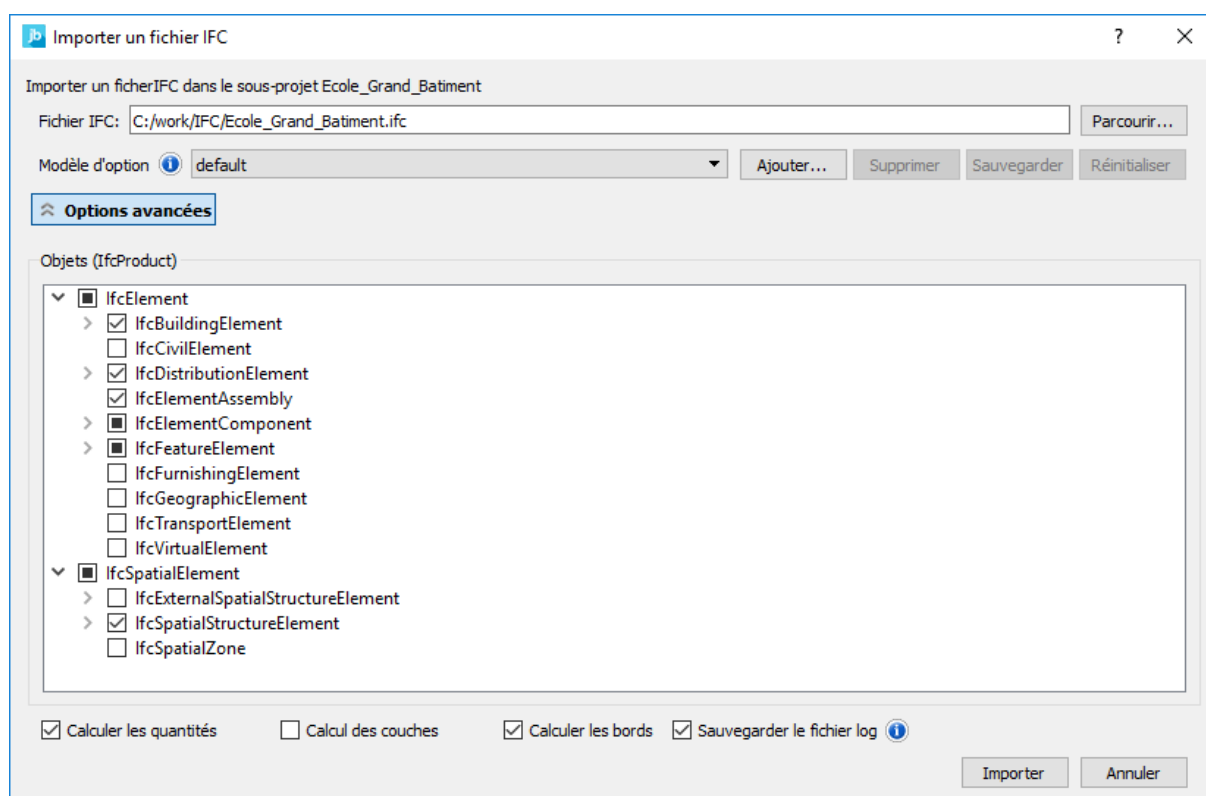 jb Importer un fichier IFC ?
Importer un ficherIFC dans le sous-projet Ecole_Grand_Batiment
Fichier IFC: C:/work/IFC/Ecole_Grand_Batiment.ifc Parcourir...
Modèle d'option i default Ajouter... Supprimer Sauvegarder Réinitialiser
Options avancées
Objets (IfcProduct)
IfcElement
IfcBuildingElement
IfcCivilElement
IfcDistributionElement
IfcElementAssembly
IfcElementComponent
IfcFeatureElement
IfcFurnishingElement
IfcGeographicElement
IfcTransportElement
IfcVirtualElement
IfcSpatialElement
IfcExternalSpatialStructureElement
IfcSpatialStructureElement
IfcSpatialZone
Calculer les quantités Calcul des couches Calculer les bords Sauvegarder le fichier log i
Importer Annuler